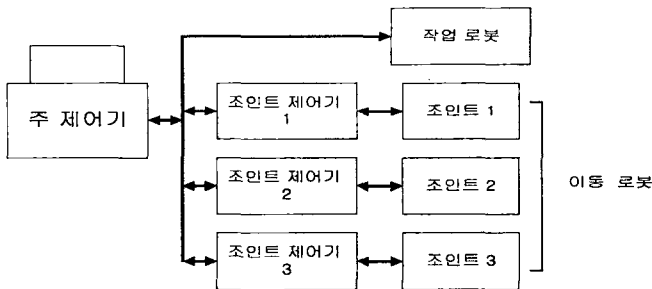 작업 로봇
주 제어기
조인트 제어기
1
조인트 1
조인트 제어기
2
조인트 2
이동 로봇
조인트 제어기
3
조인트 3